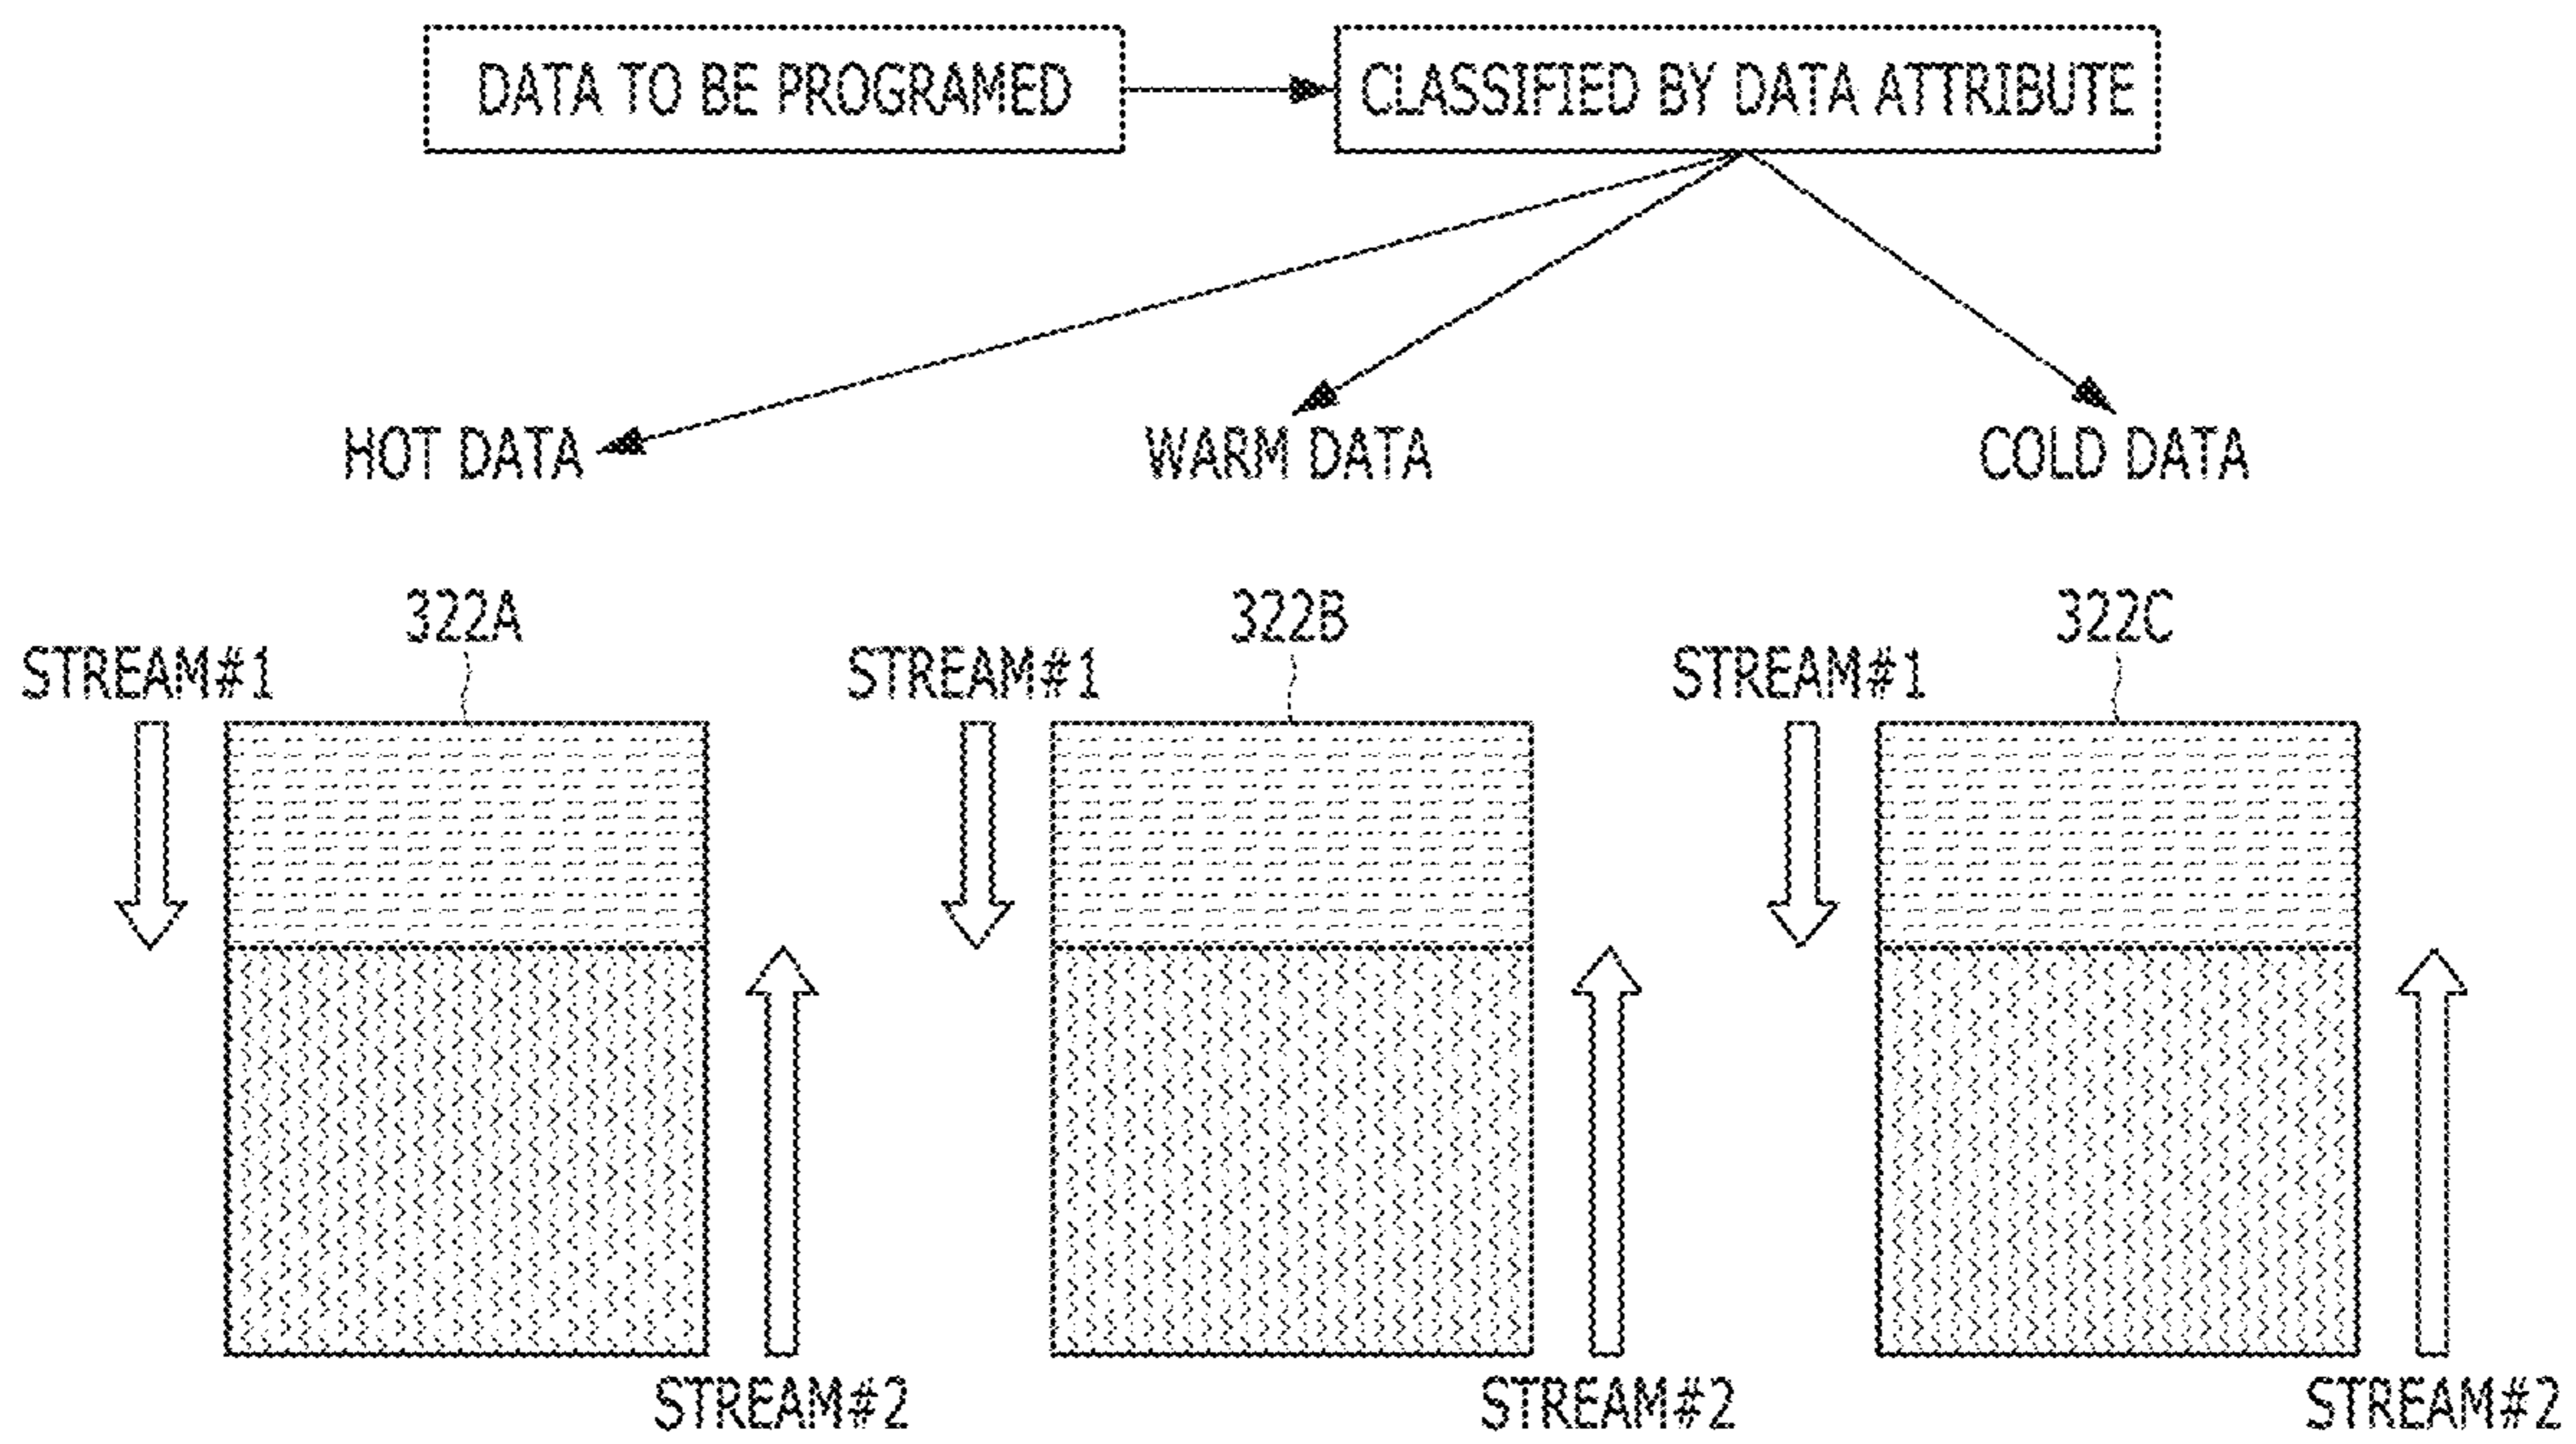 DATA TO BE PROGRAMED
CLASSIFIED BY DATA ATTRIBUTE
HOT DATA
WARM DATA
COLD DATA
322A
322B
322C
STREAM#1
STREAM#1
STREAM#1
STREAM#2
STREAM#2
STREAM#2